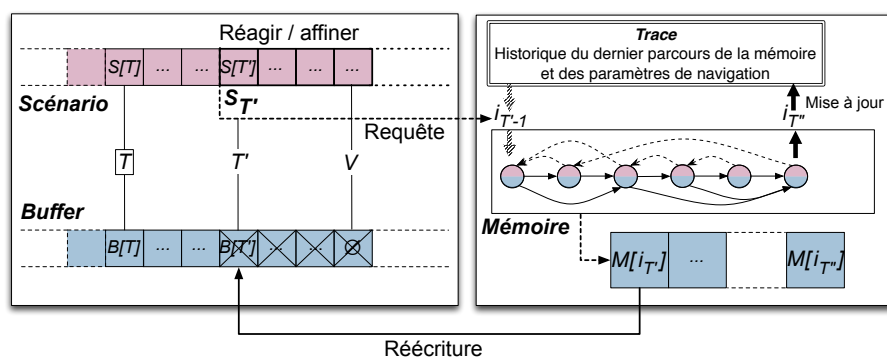 Réagir / affiner
S[T] ... ... S[T'] ... ... ...
Scénario
S_T'
Requête
T T' V
Buffer
B[T] ... ... B[T'] ... ... ∅
Trace
Historique du dernier parcours de la mémoire
et des paramètres de navigation
i_T'-1
i_T"
Mise à jour
Mémoire
M[i_T'] ... M[i_T"]
Réécriture